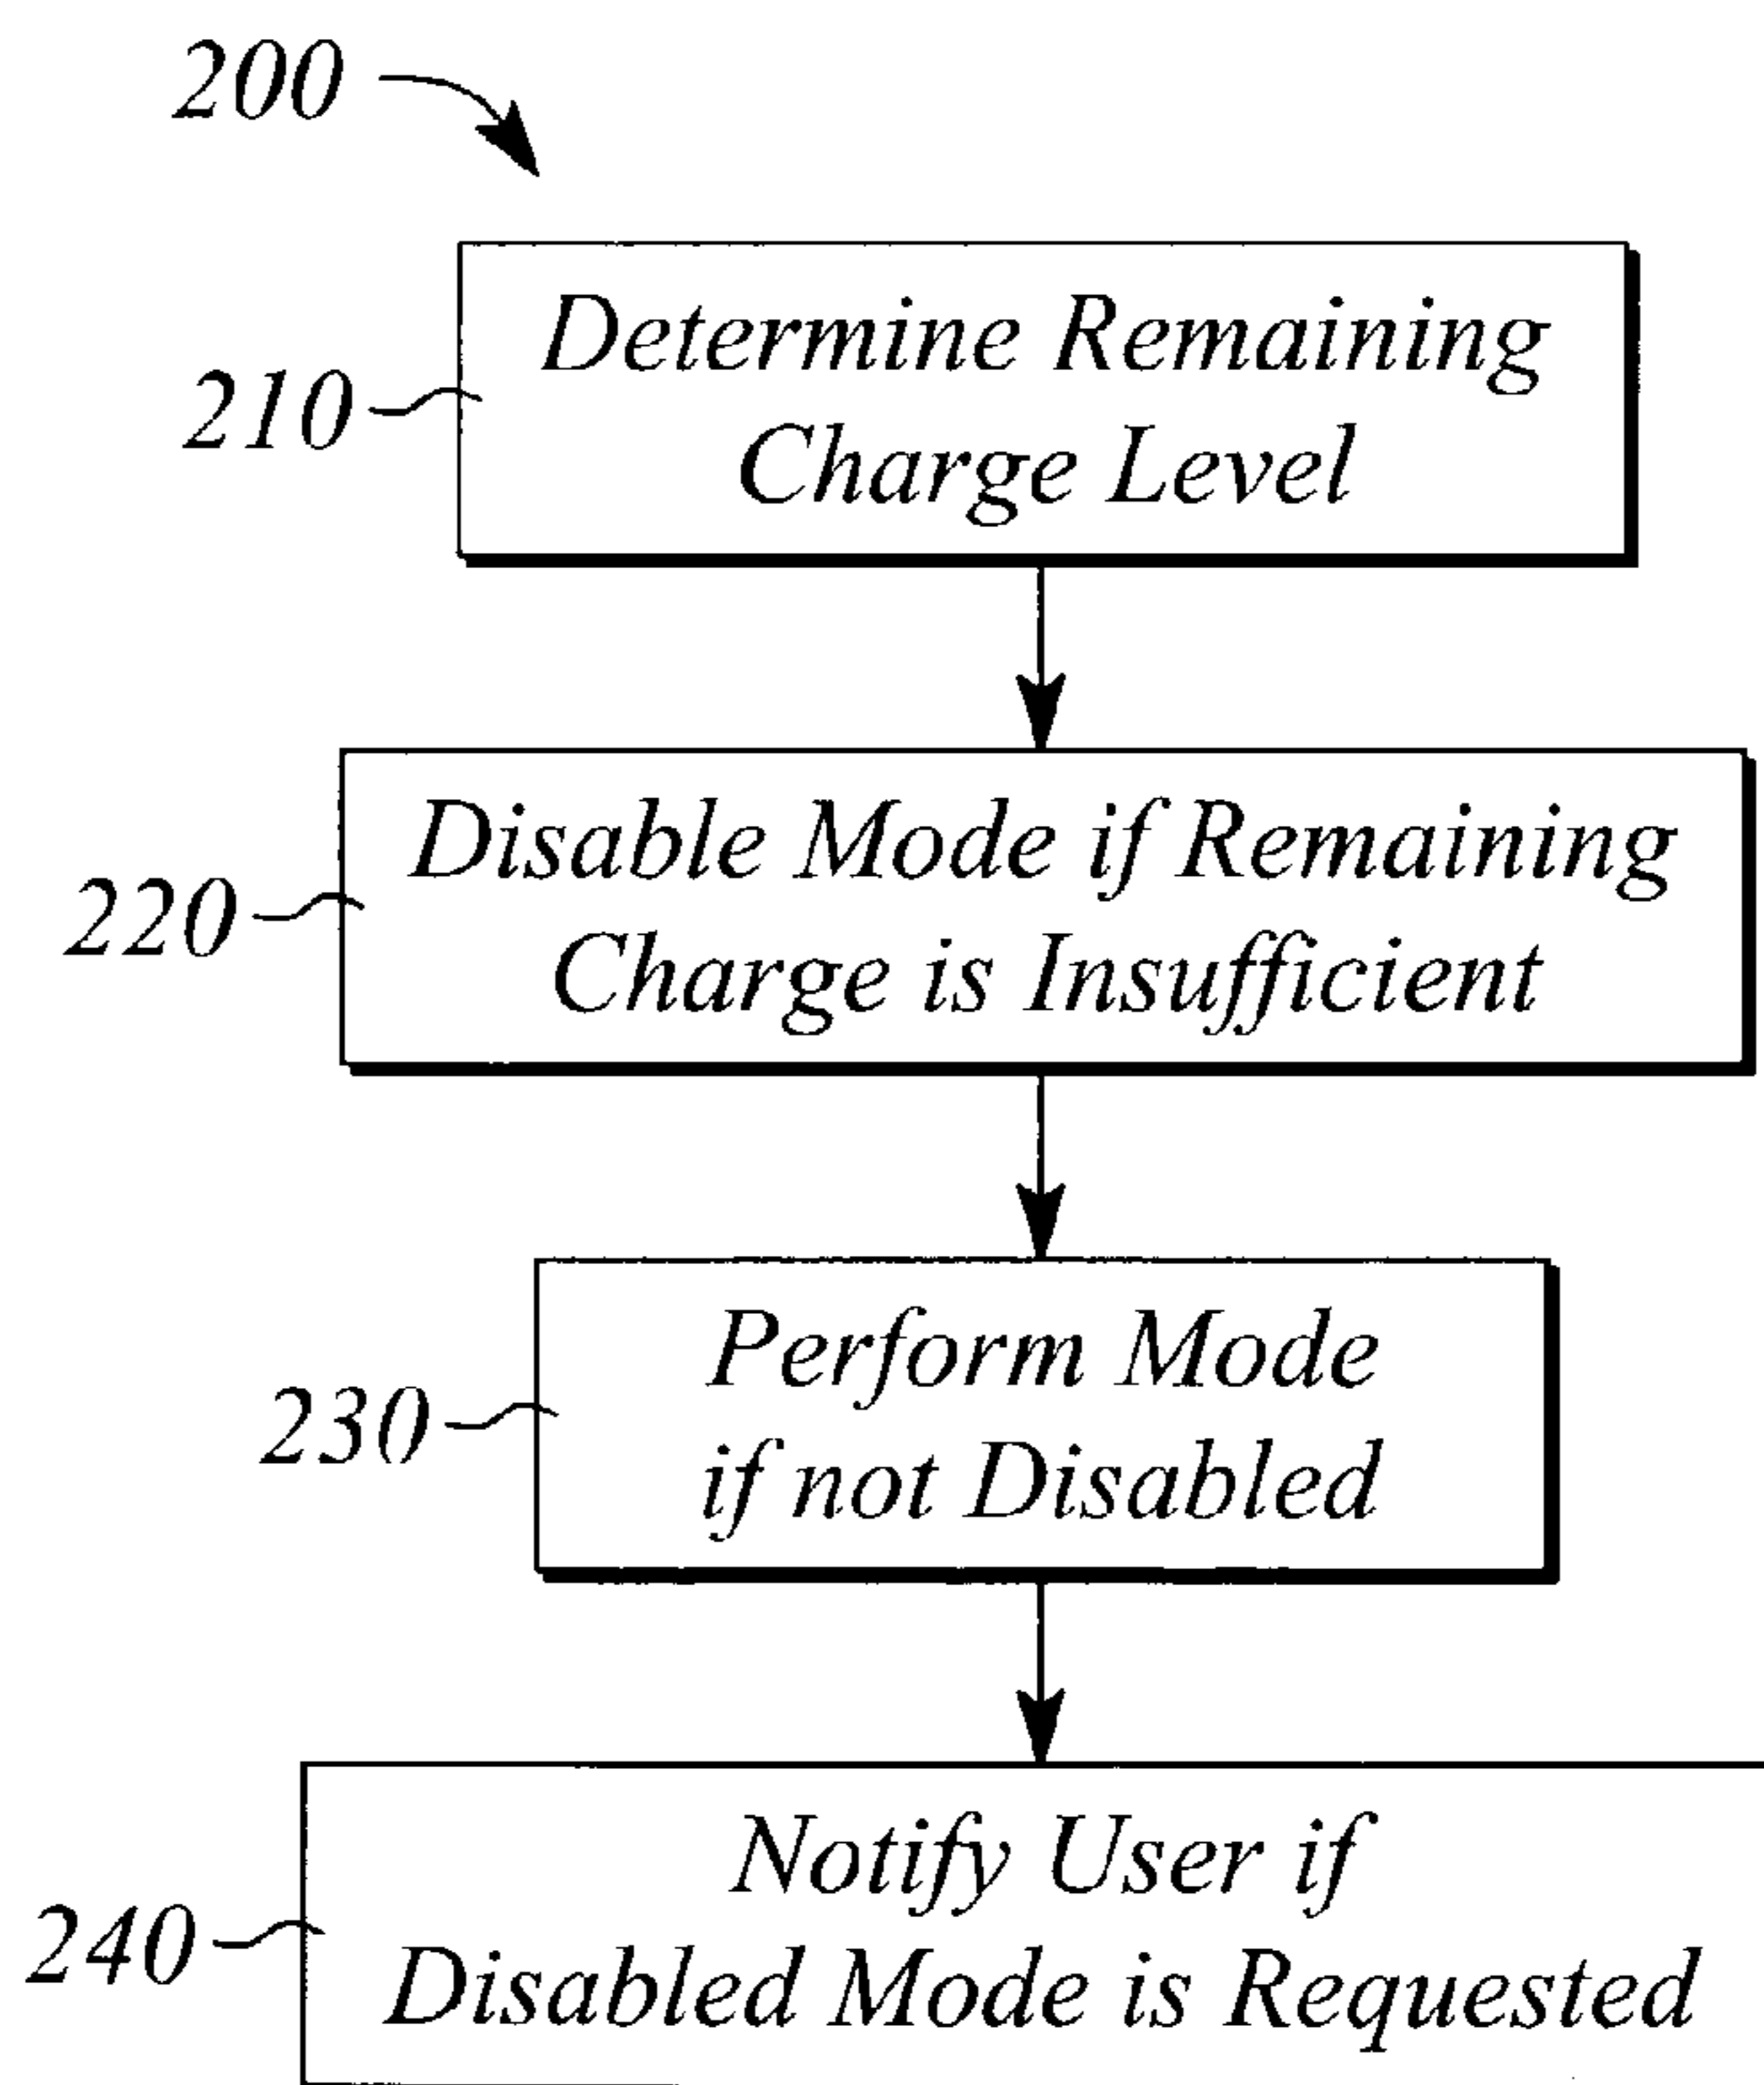 200
210
Determine Remaining
Charge Level
220
Disable Mode if Remaining
Charge is Insufficient
230
Perform Mode
if not Disabled
240
Notify User if
Disabled Mode is Requested